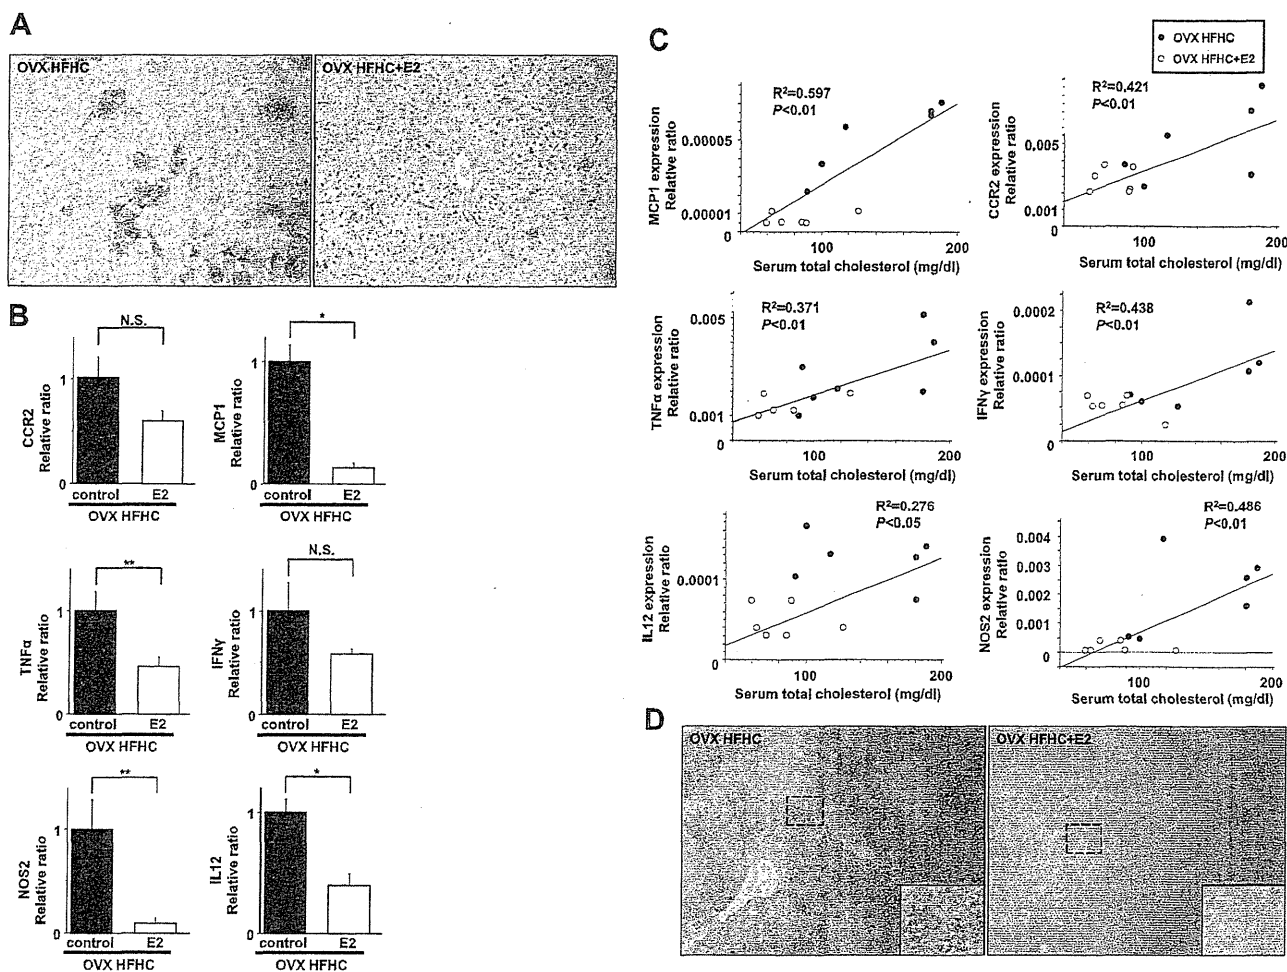 A
OVX HFHC
OVX HFHC+E2
B
N.S.
CCR2
Relative ratio
1
0
control
E2
OVX HFHC
*
MCP1
Relative ratio
1
0
control
E2
OVX HFHC
**
TNFα
Relative ratio
1
0
control
E2
OVX HFHC
N.S.
IFNγ
Relative ratio
1
0
control
E2
OVX HFHC
**
NOS2
Relative ratio
1
0
control
E2
OVX HFHC
*
IL12
Relative ratio
1
0
control
E2
OVX HFHC
C
OVX HFHC
OVX HFHC+E2
R²=0.597
P<0.01
MCP1 expression
Relative ratio
0.00005
0.00001
0
100
200
Serum total cholesterol (mg/dl)
R²=0.421
P<0.01
CCR2 expression
Relative ratio
0.005
0.001
0
100
200
Serum total cholesterol (mg/dl)
R²=0.371
P<0.01
TNFα expression
Relative ratio
0.005
0.001
0
100
200
Serum total cholesterol (mg/dl)
R²=0.438
P<0.01
IFNγ expression
Relative ratio
0.0002
0.0001
0
100
200
Serum total cholesterol (mg/dl)
R²=0.276
P<0.05
IL12 expression
Relative ratio
0.0001
0
100
200
Serum total cholesterol (mg/dl)
R²=0.486
P<0.01
NOS2 expression
Relative ratio
0.004
0.003
0.002
0.001
0
100
200
Serum total cholesterol (mg/dl)
D
OVX HFHC
OVX HFHC+E2